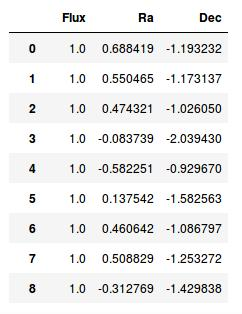 Flux Ra Dec
0 1.0 0.688419 -1.193232
1 1.0 0.550465 -1.173137
2 1.0 0.474321 -1.026050
3 1.0 -0.083739 -2.039430
4 1.0 -0.582251 -0.929670
5 1.0 0.137542 -1.582563
6 1.0 0.460642 -1.086797
7 1.0 0.508829 -1.253272
8 1.0 -0.312769 -1.429838